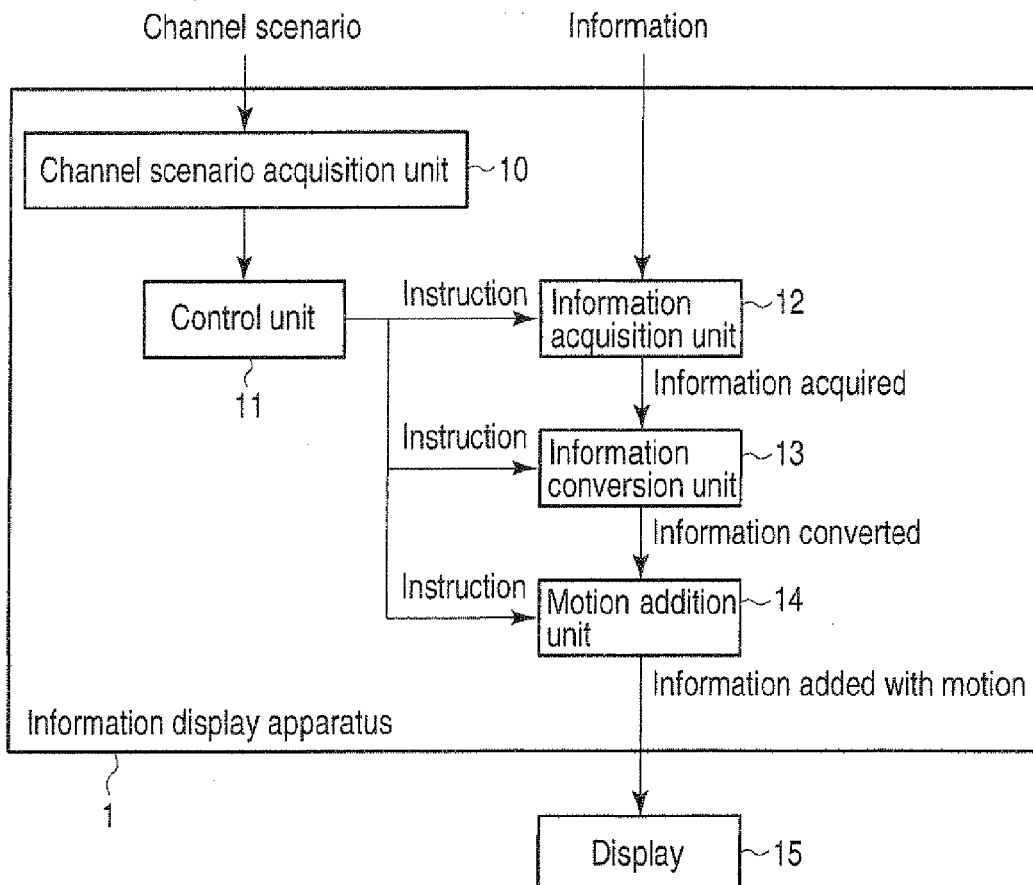 Channel scenario
Information
Channel scenario acquisition unit
10
Control unit
11
Instruction
Information
acquisition unit
12
Information acquired
Instruction
Information
conversion unit
13
Information converted
Instruction
Motion addition
unit
14
Information added with motion
Information display apparatus
1
Display
15